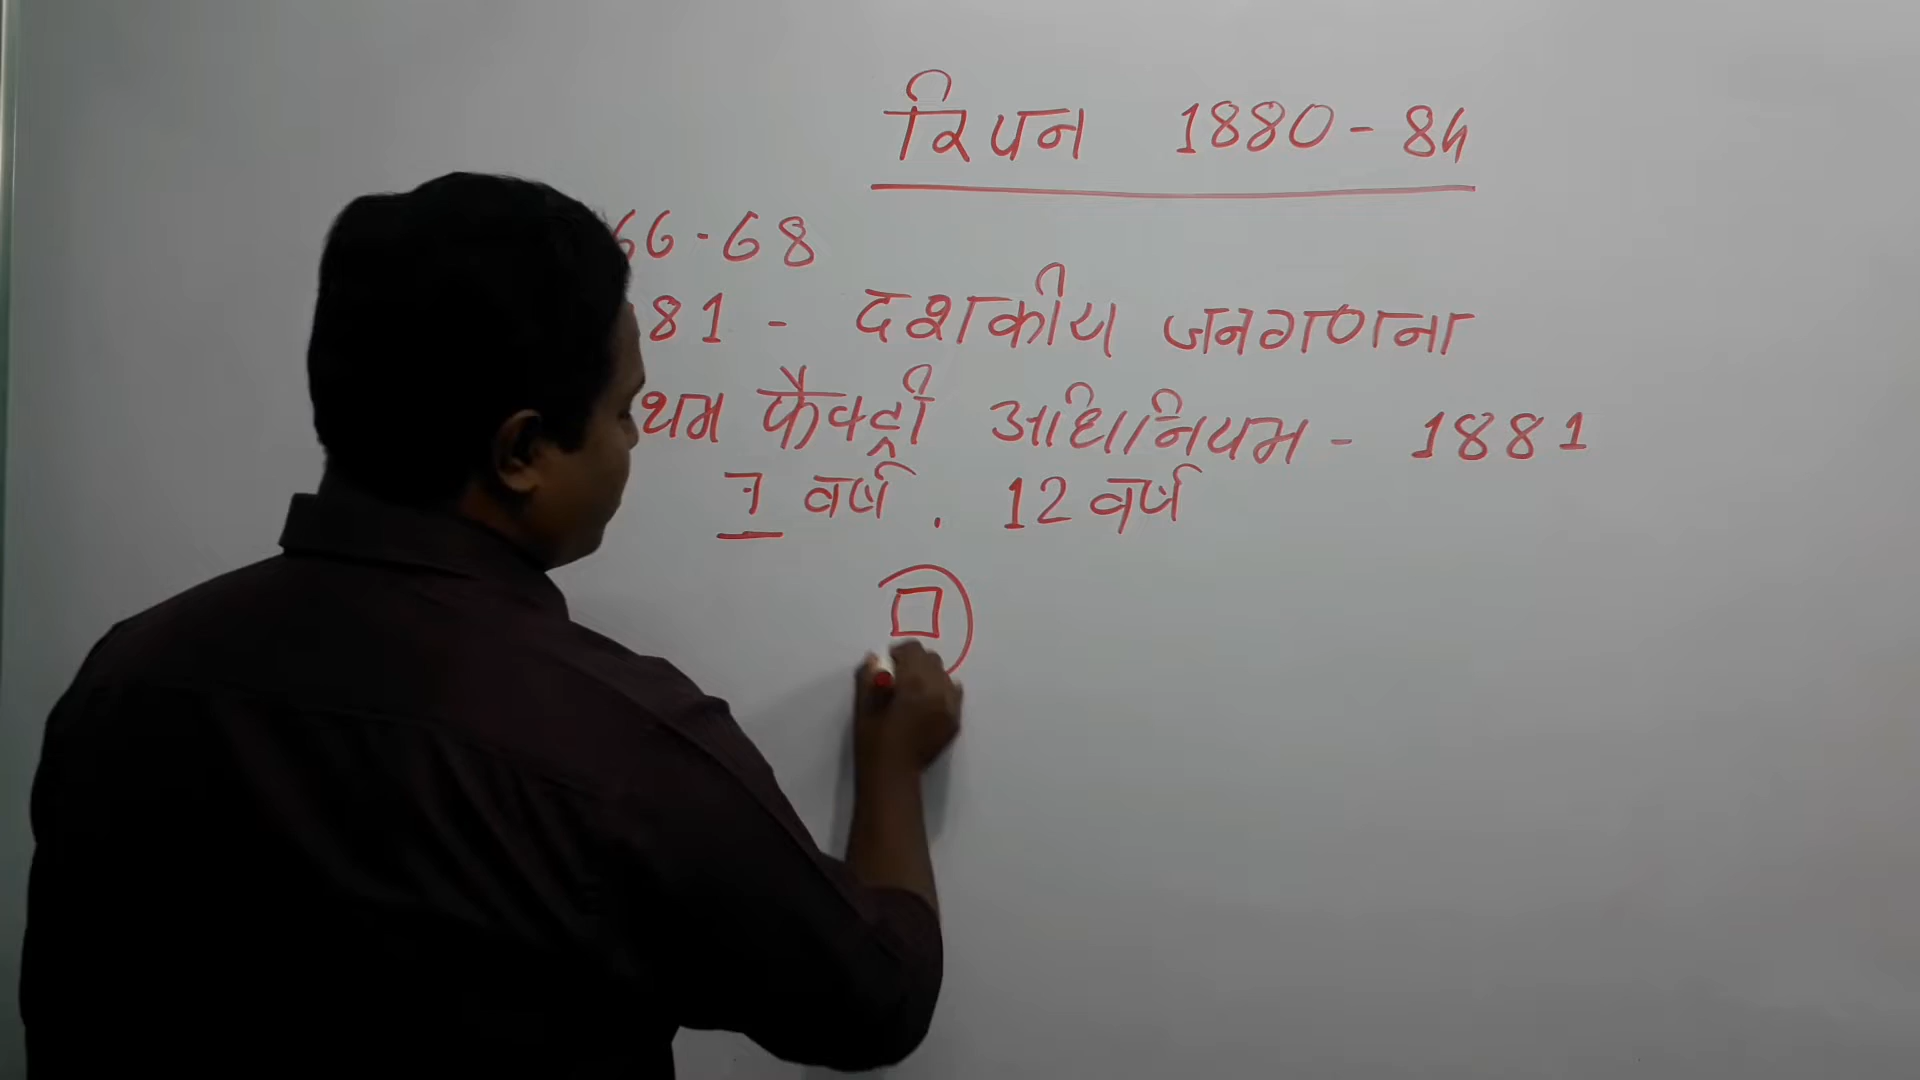 रिपन 1880 - 84
66 - 68
81 - दशकीय जनगणना
थम फैक्ट्री अधिनियम - 1881
7 वर्ष . 12 वर्ष